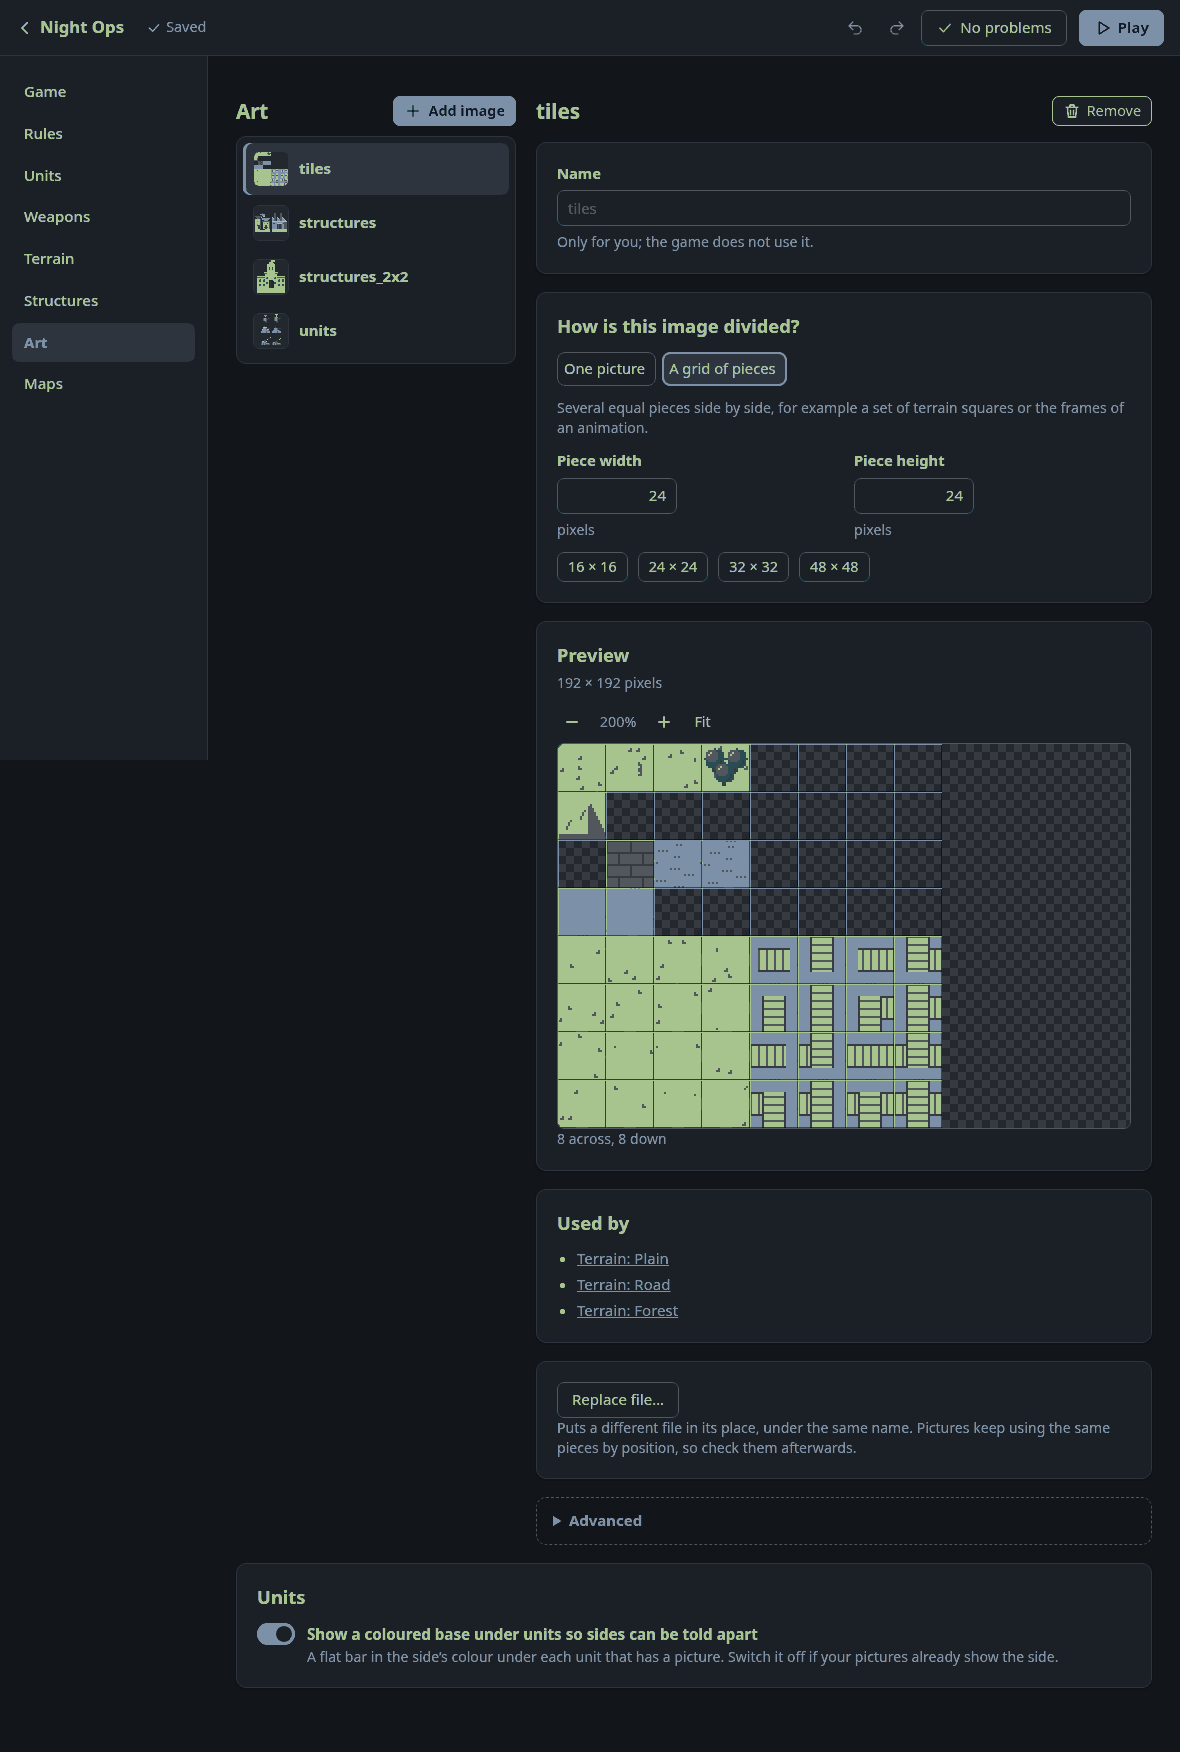 Night Ops
Saved
No problems
Play
Game
Rules
Units
Weapons
Terrain
Structures
Art
Maps
Art
Add image
tiles
structures
structures_2x2
units
tiles
Remove
Name
tiles
Only for you; the game does not use it.
How is this image divided?
One picture
A grid of pieces
Several equal pieces side by side, for example a set of terrain squares or the frames of
an animation.
Piece width
Piece height
24
24
pixels
pixels
16 × 16
24 × 24
32 × 32
48 × 48
Preview
192 × 192 pixels
200%
Fit
8 across, 8 down
Used by
Terrain: Plain
Terrain: Road
Terrain: Forest
Replace file...
Puts a different file in its place, under the same name. Pictures keep using the same
pieces by position, so check them afterwards.
Advanced
Units
Show a coloured base under units so sides can be told apart
A flat bar in the side's colour under each unit that has a picture. Switch it off if your pictures already show the side.